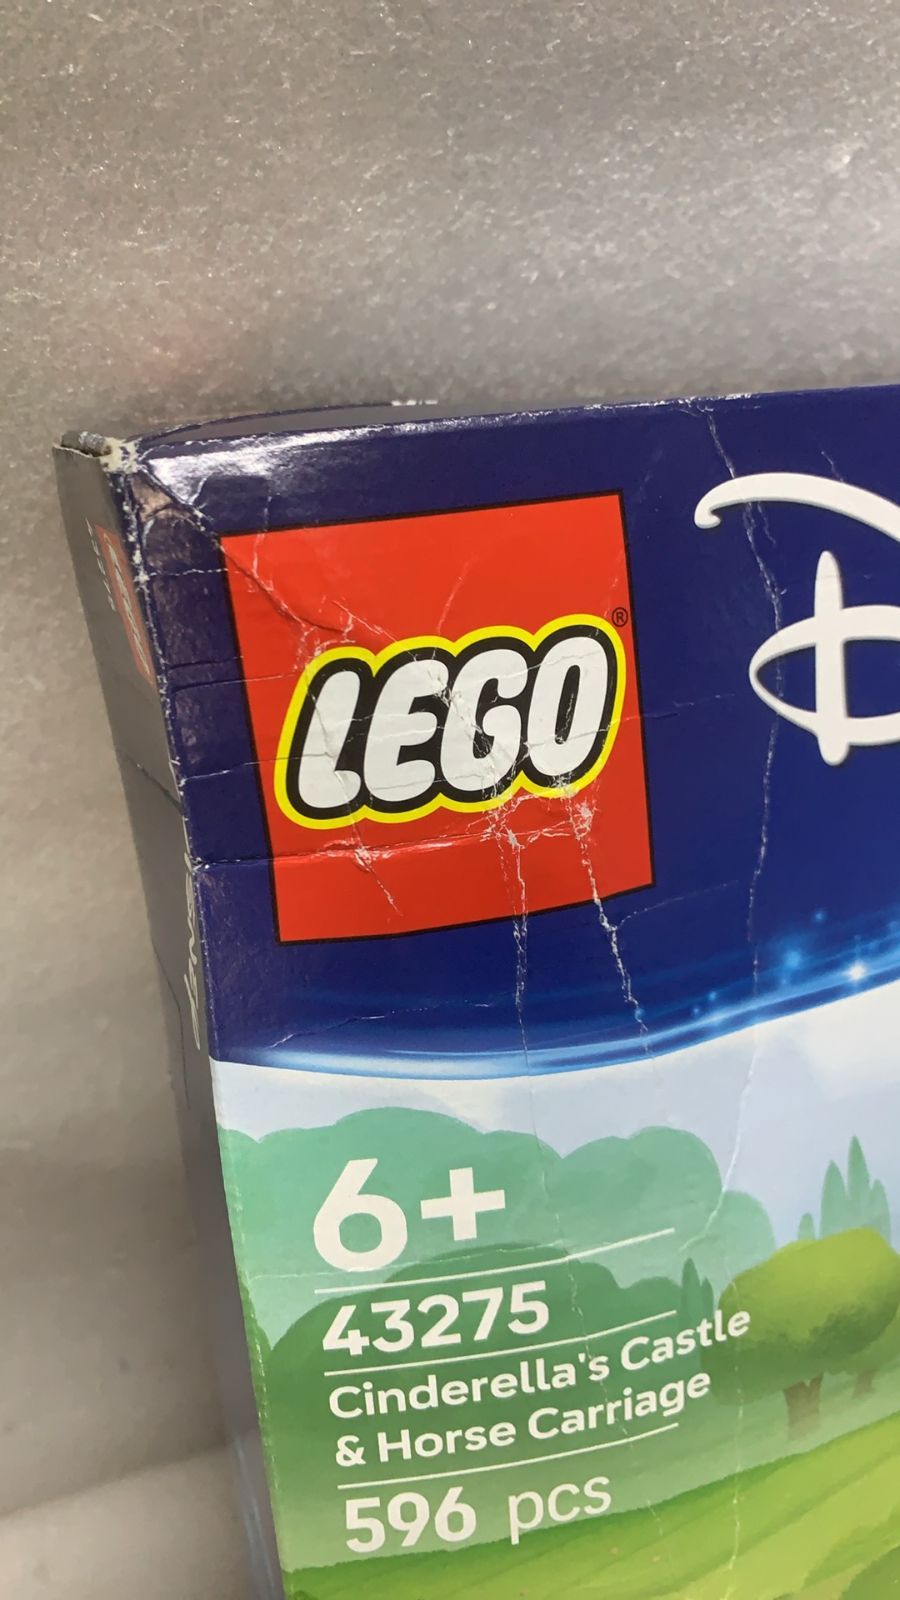 LEGO®
D
6+
43275
Cinderella's Castle
& Horse Carriage
596 pcs